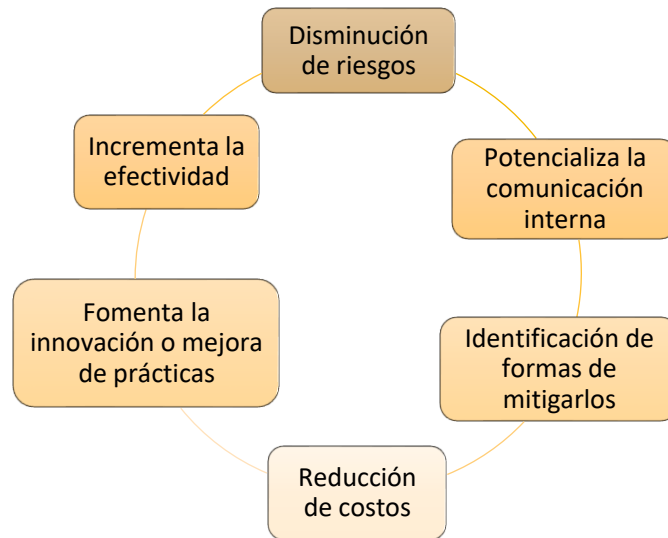 Disminución
de riesgos
Potencializa la
comunicación
interna
Identificación de
formas de
mitigarlos
Reducción
de costos
Fomenta la
innovación o mejora
de prácticas
Incrementa la
efectividad